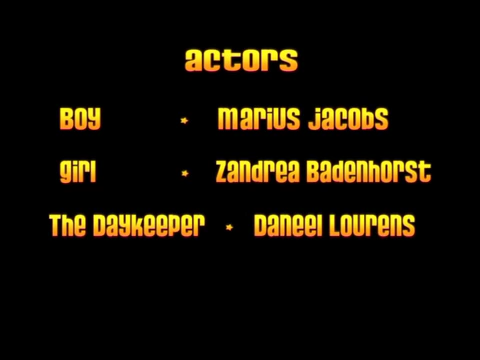 actors
Boy * Marius Jacobs
girl * Zandrea Badenhorst
The Daykeeper * Daneel Lourens